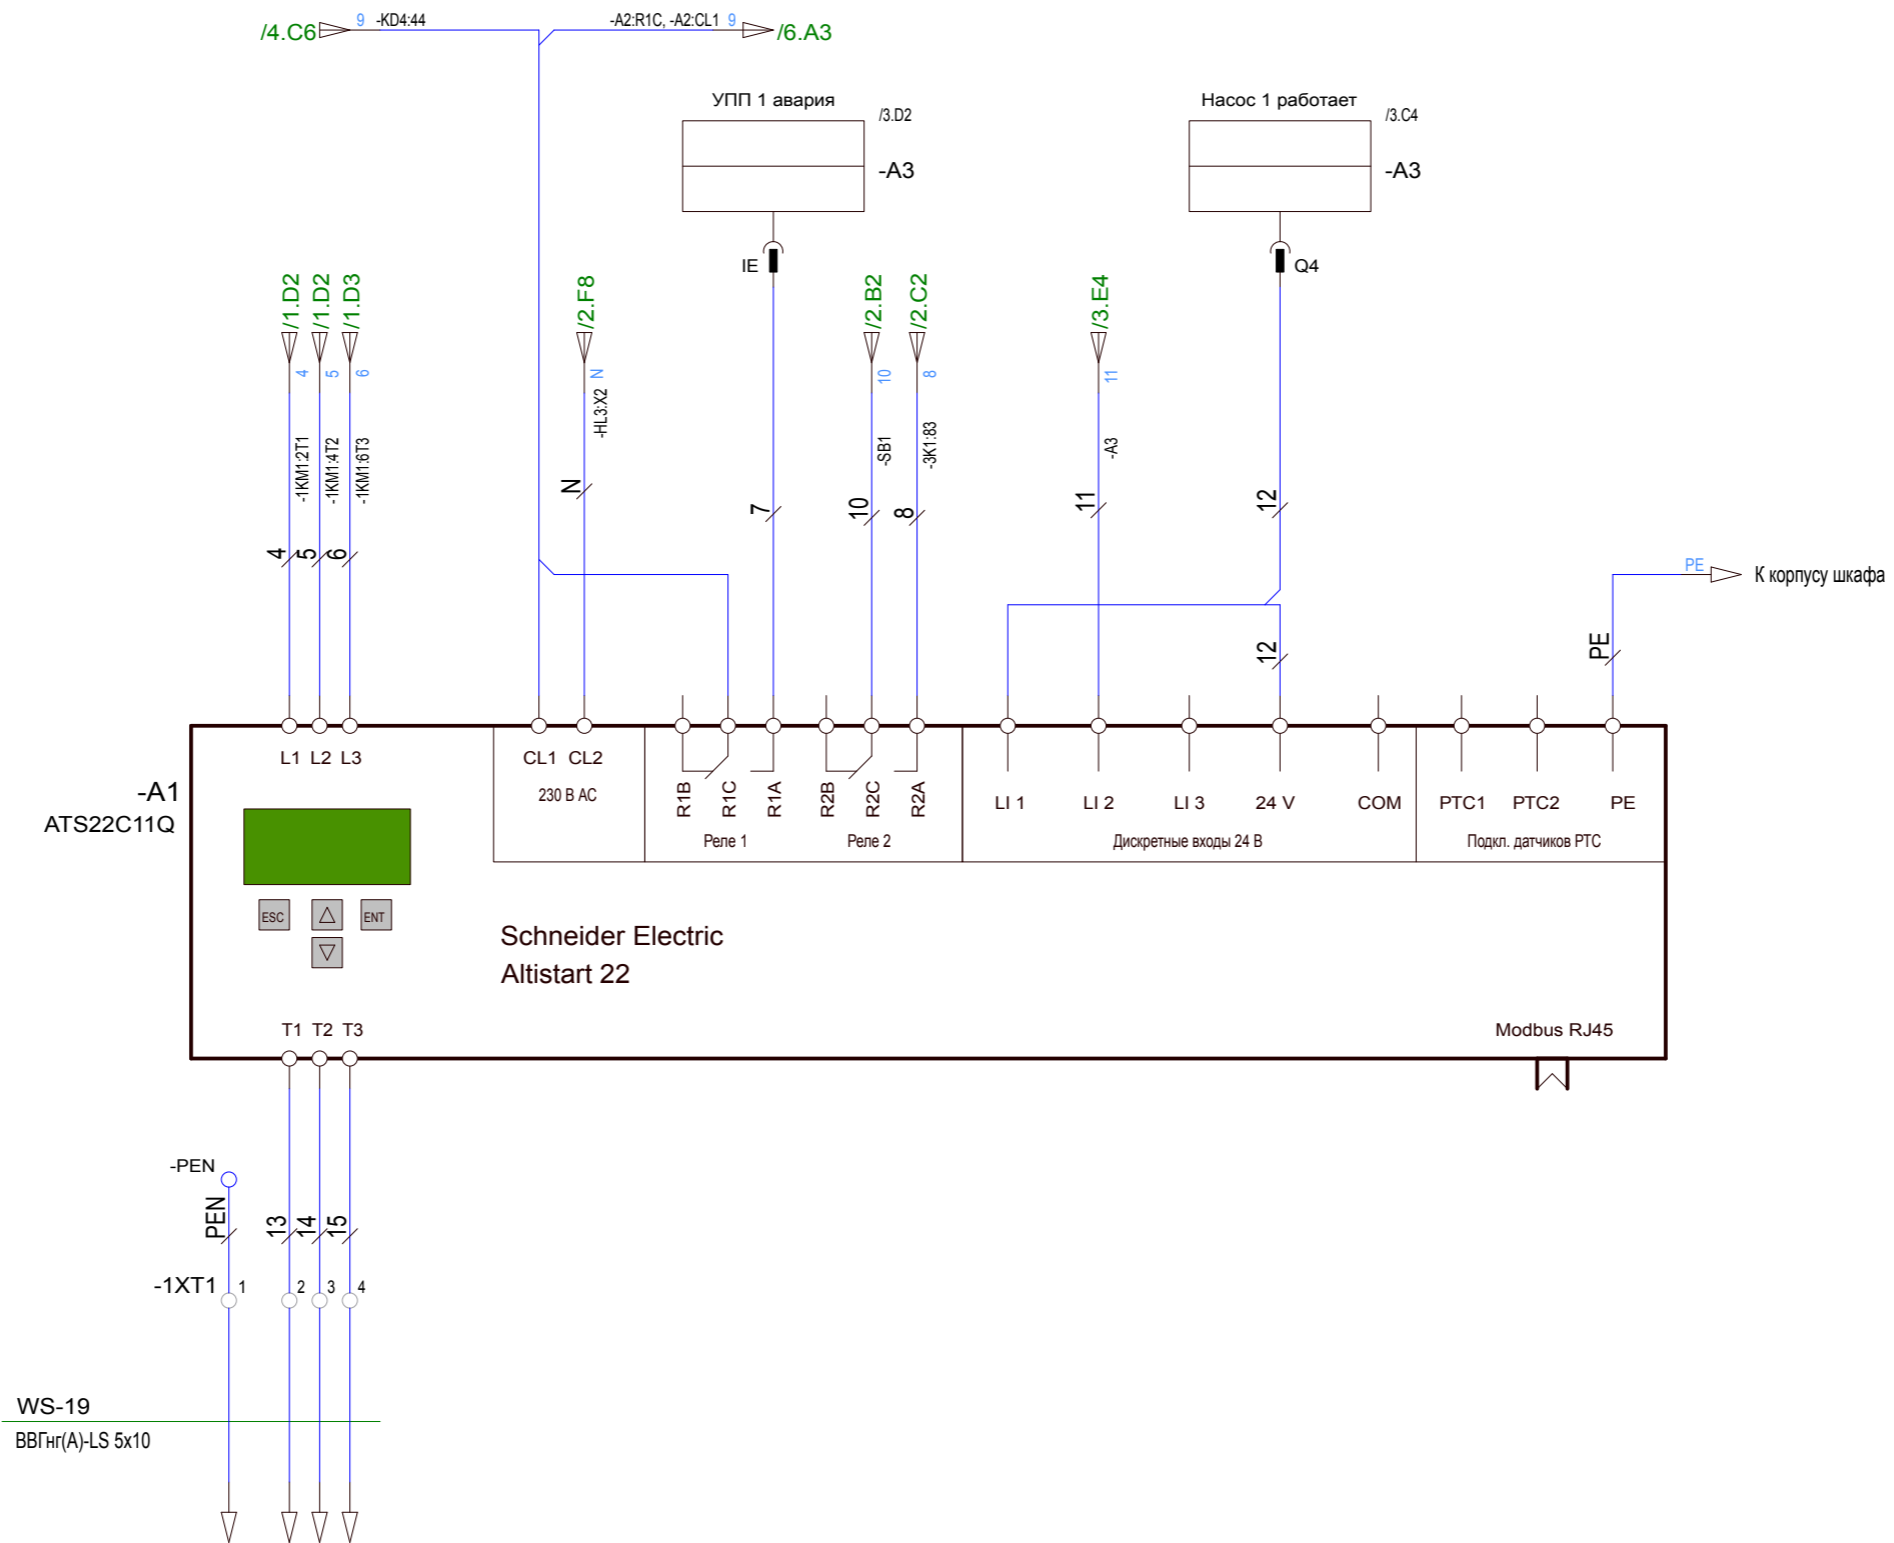 /4.C6 9 -KD4:44 -A2:R1C, -A2:CL1 9 /6.A3
УПП 1 авария /3.D2 -A3
Насос 1 работает /3.C4 -A3
IE
Q4
/1.D2 /1.D2 /1.D3 /2.F8 /2.B2 /2.C2 /3.E4
4 5 6 N 10 8 11
-1KM1:2T1 -1KM1:4T2 -1KM1:6T3 -HL3:X2 -SB1 -3K1:83 -A3
4 5 6 N 7 10 8 11 12
12
PE
PE К корпусу шкафа
L1 L2 L3 CL1 CL2
230 В AC
R1B R1C R1A R2B R2C R2A
Реле 1 Реле 2
LI 1 LI 2 LI 3 24 V COM PTC1 PTC2 PE
Дискретные входы 24 В
Подкл. датчиков PTC
-A1
ATS22C11Q
ESC ENT
Schneider Electric
Altistart 22
T1 T2 T3
Modbus RJ45
-PEN
PEN 13 14 15
-1XT1 1 2 3 4
WS-19
ВВГнг(А)-LS 5x10